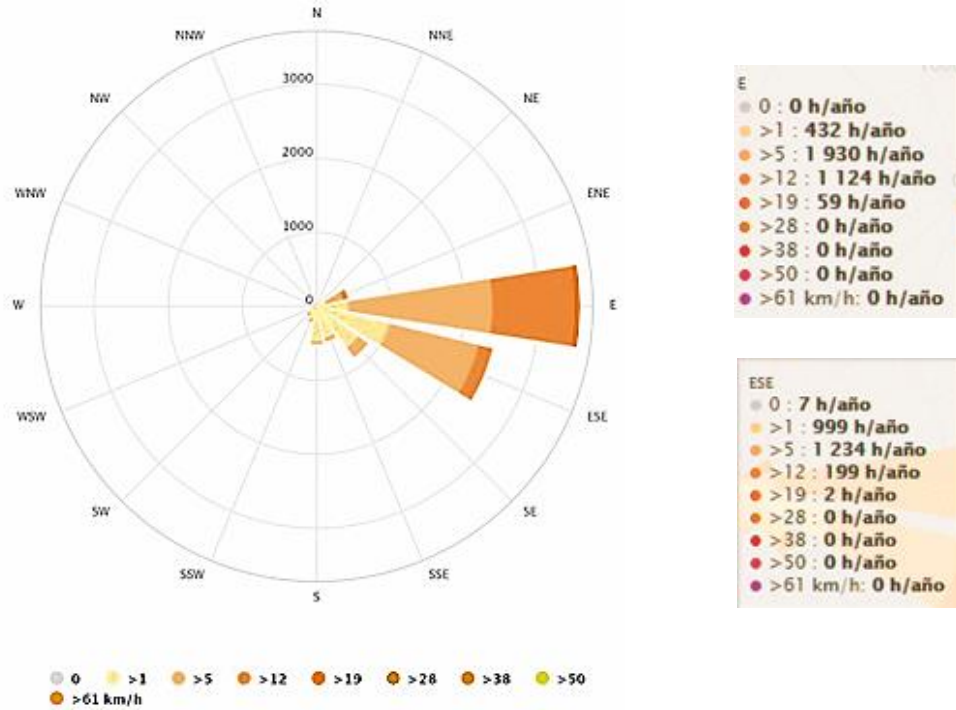 N
NNW
NNE
NW
NE
WNW
ENE
W
E
WSW
ESE
SW
SE
SSW
SSE
S
3000
2000
1000
0
0 >1 >5 >12 >19 >28 >38 >50
>61 km/h
E
0 : 0 h/año
>1 : 432 h/año
>5 : 1 930 h/año
>12 : 1 124 h/año
>19 : 59 h/año
>28 : 0 h/año
>38 : 0 h/año
>50 : 0 h/año
>61 km/h: 0 h/año
ESE
0 : 7 h/año
>1 : 999 h/año
>5 : 1 234 h/año
>12 : 199 h/año
>19 : 2 h/año
>28 : 0 h/año
>38 : 0 h/año
>50 : 0 h/año
>61 km/h: 0 h/año